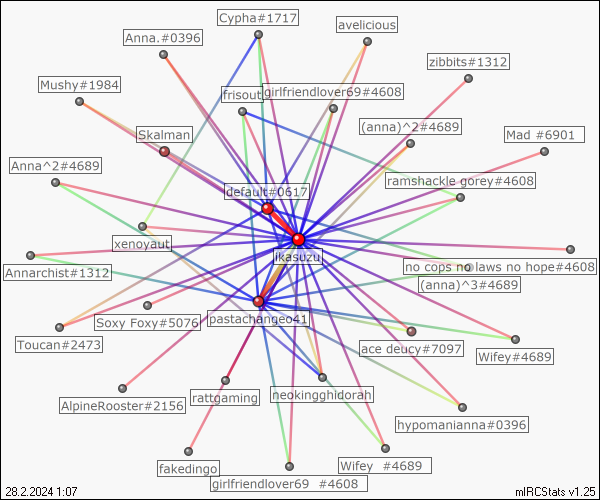 Cypha#1717
avelicious
Anna.#0396
zibbits#1312
Mushy#1984
frisout
girlfriendlover69#4608
(anna)^2#4689
Skalman
Mad #6901
Anna^2#4689
default#0617
ramshackle gorey#4608
xenoyaut
ikasuzu
Annarchist#1312
no cops no laws no hope#4608
(anna)^3#4689
Soxy Foxy#5076
pastachangeo41
Toucan#2473
ace deucy#7097
Wifey#4689
AlpineRooster#2156
rattgaming
neokingghidorah
hypomanianna#0396
fakedingo
Wifey #4689
girlfriendlover69 #4608
28.2.2024 1:07
mIRCStats v1.25